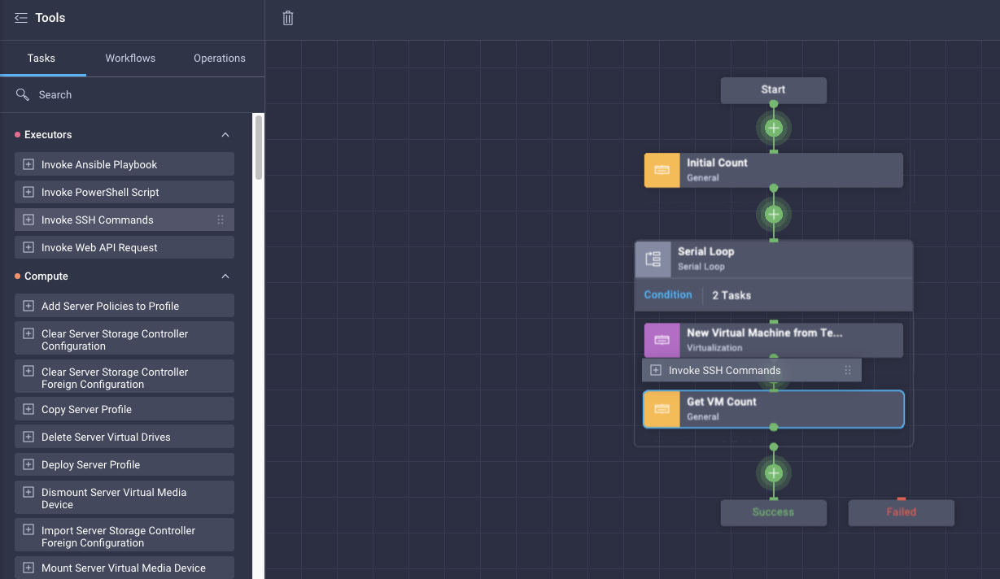 Tools
Tasks
Workflows
Operations
Search
Executors
Invoke Ansible Playbook
Invoke PowerShell Script
Invoke SSH Commands
Invoke Web API Request
Compute
Add Server Policies to Profile
Clear Server Storage Controller
Configuration
Clear Server Storage Controller
Foreign Configuration
Copy Server Profile
Delete Server Virtual Drives
Deploy Server Profile
Dismount Server Virtual Media
Device
Import Server Storage Controller
Foreign Configuration
Mount Server Virtual Media Device
Start
Initial Count
General
Serial Loop
Serial Loop
Condition
2 Tasks
New Virtual Machine from Te...
Virtualization
Invoke SSH Commands
Get VM Count
General
Success
Failed